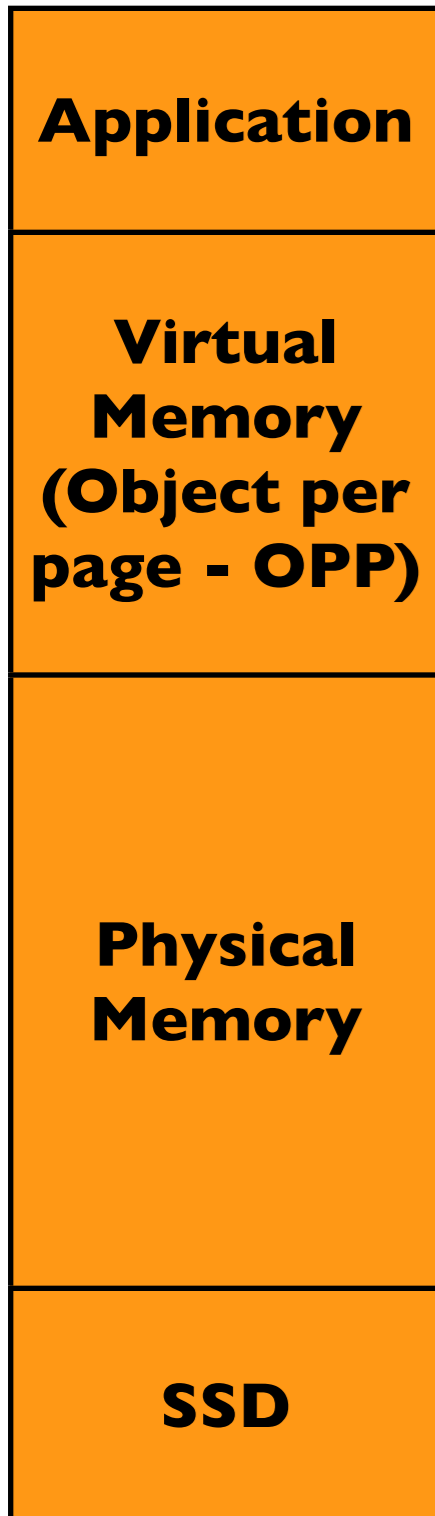 Application
Virtual
Memory
(Object per
page - OPP)
Physical
Memory
SSD